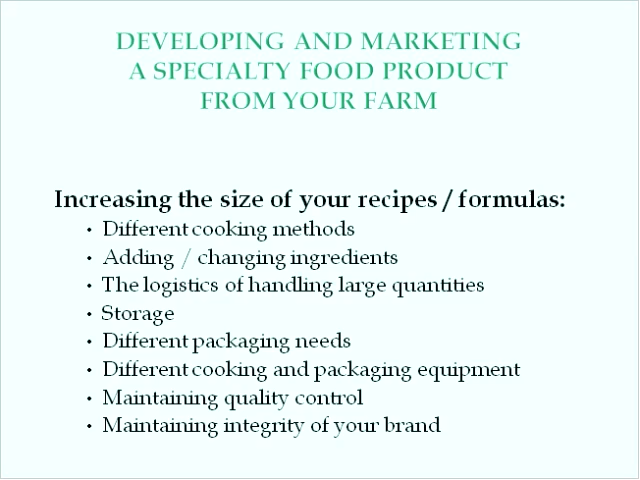 DEVELOPING AND MARKETING
A SPECIALTY FOOD PRODUCT
FROM YOUR FARM
Increasing the size of your recipes / formulas:
• Different cooking methods
• Adding / changing ingredients
• The logistics of handling large quantities
• Storage
• Different packaging needs
• Different cooking and packaging equipment
• Maintaining quality control
• Maintaining integrity of your brand